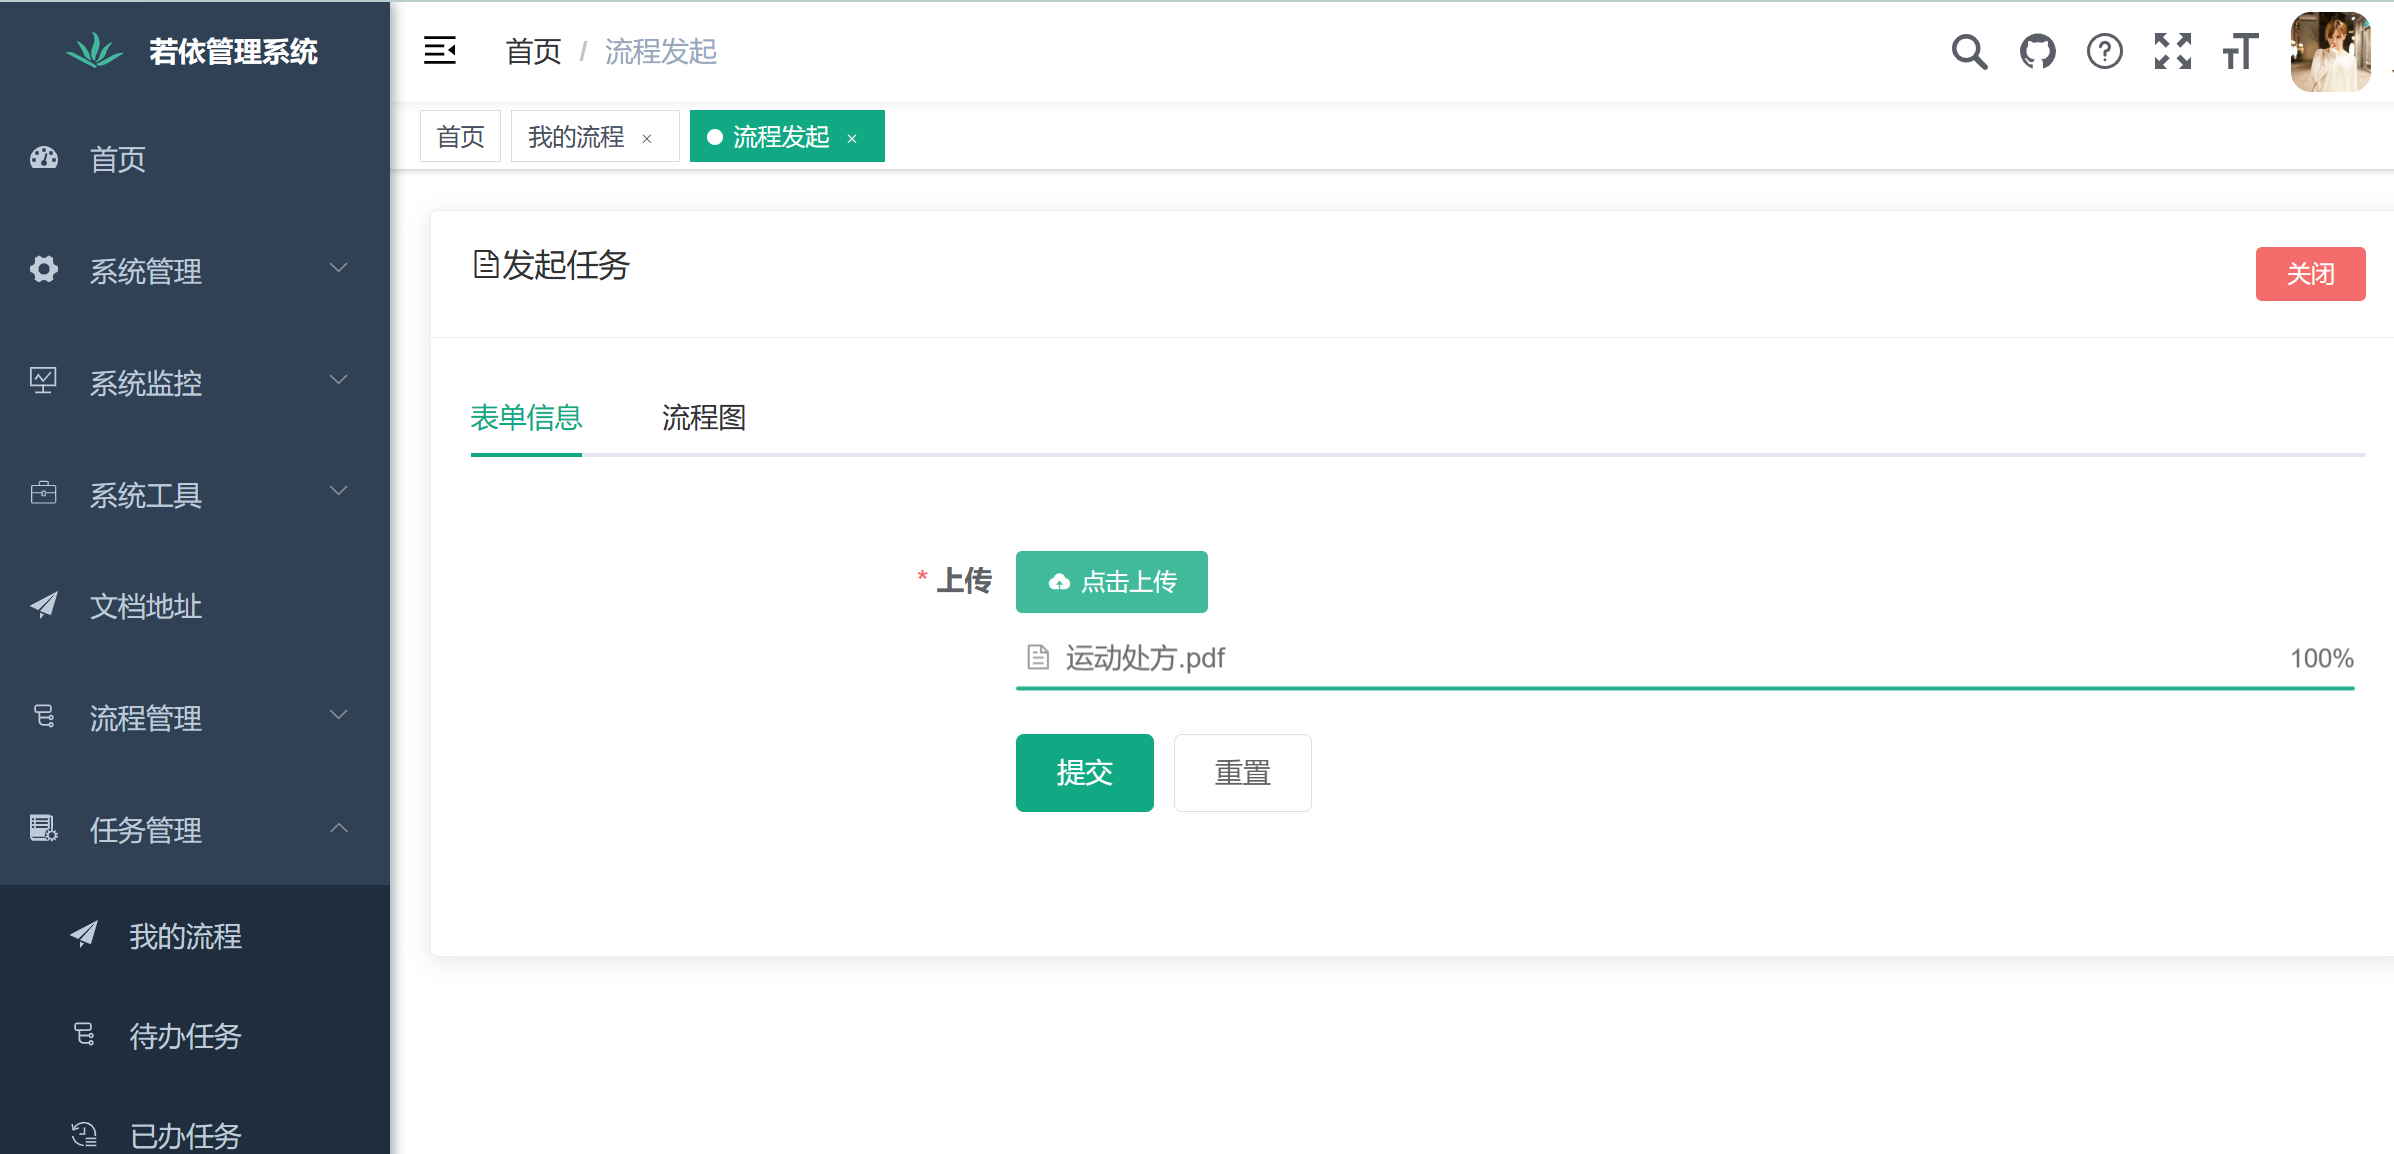 若依管理系统
首页 / 流程发起
首页
我的流程 ×
流程发起 ×
首页
系统管理
系统监控
系统工具
文档地址
流程管理
任务管理
我的流程
待办任务
已办任务
发起任务
关闭
表单信息
流程图
* 上传
点击上传
运动处方.pdf
100%
提交
重置